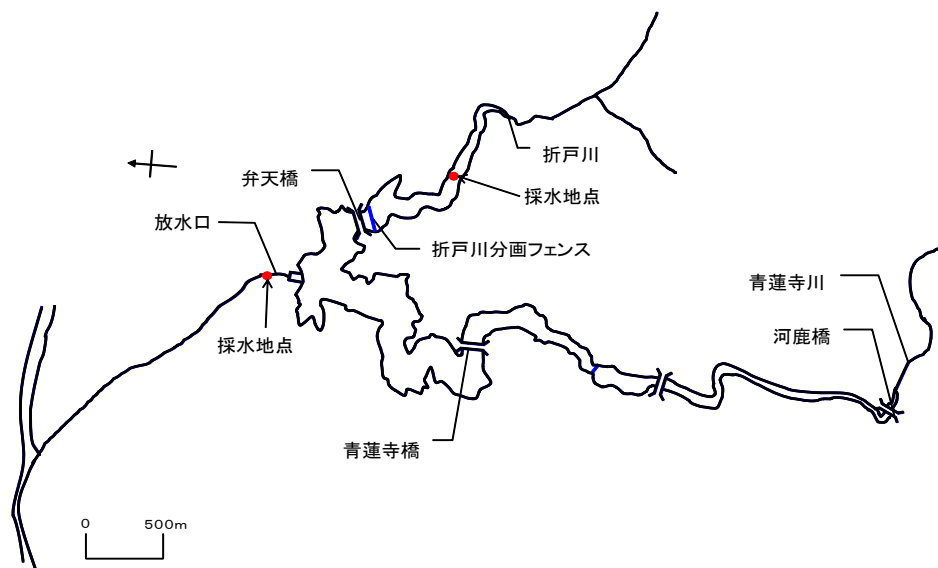 折戸川
弁天橋
採水地点
放水口
折戸川分画フェンス
青蓮寺川
河鹿橋
採水地点
青蓮寺橋
0 500m